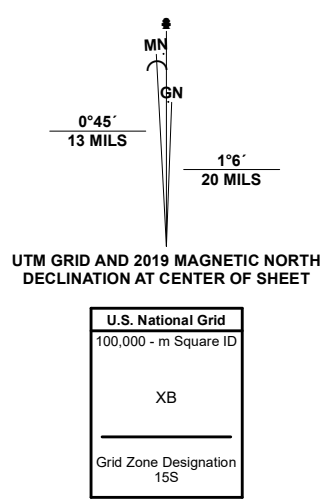 MN
GN
0°45´
13 MILS
1°6´
20 MILS
UTM GRID AND 2019 MAGNETIC NORTH
DECLINATION AT CENTER OF SHEET
U.S. National Grid
100,000 - m Square ID
XB
Grid Zone Designation
15S